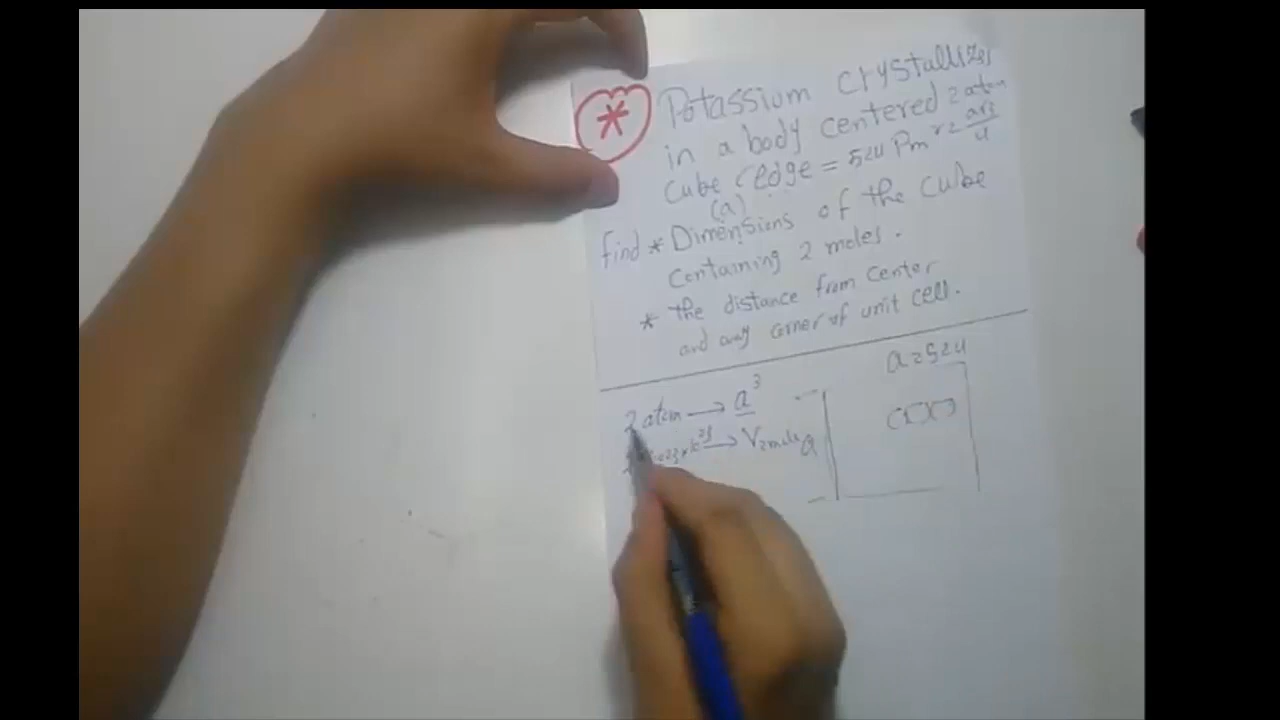 * Potassium crystallizes
in a body centered 2 atom
cube (edge = 524 Pm r = a√3/4
(a)
find * Dimensions of the cube
containing 2 moles.
* the distance from center
and any corner of unit cell.
a = 524
2 atom → a³
→ V 2 mole
a